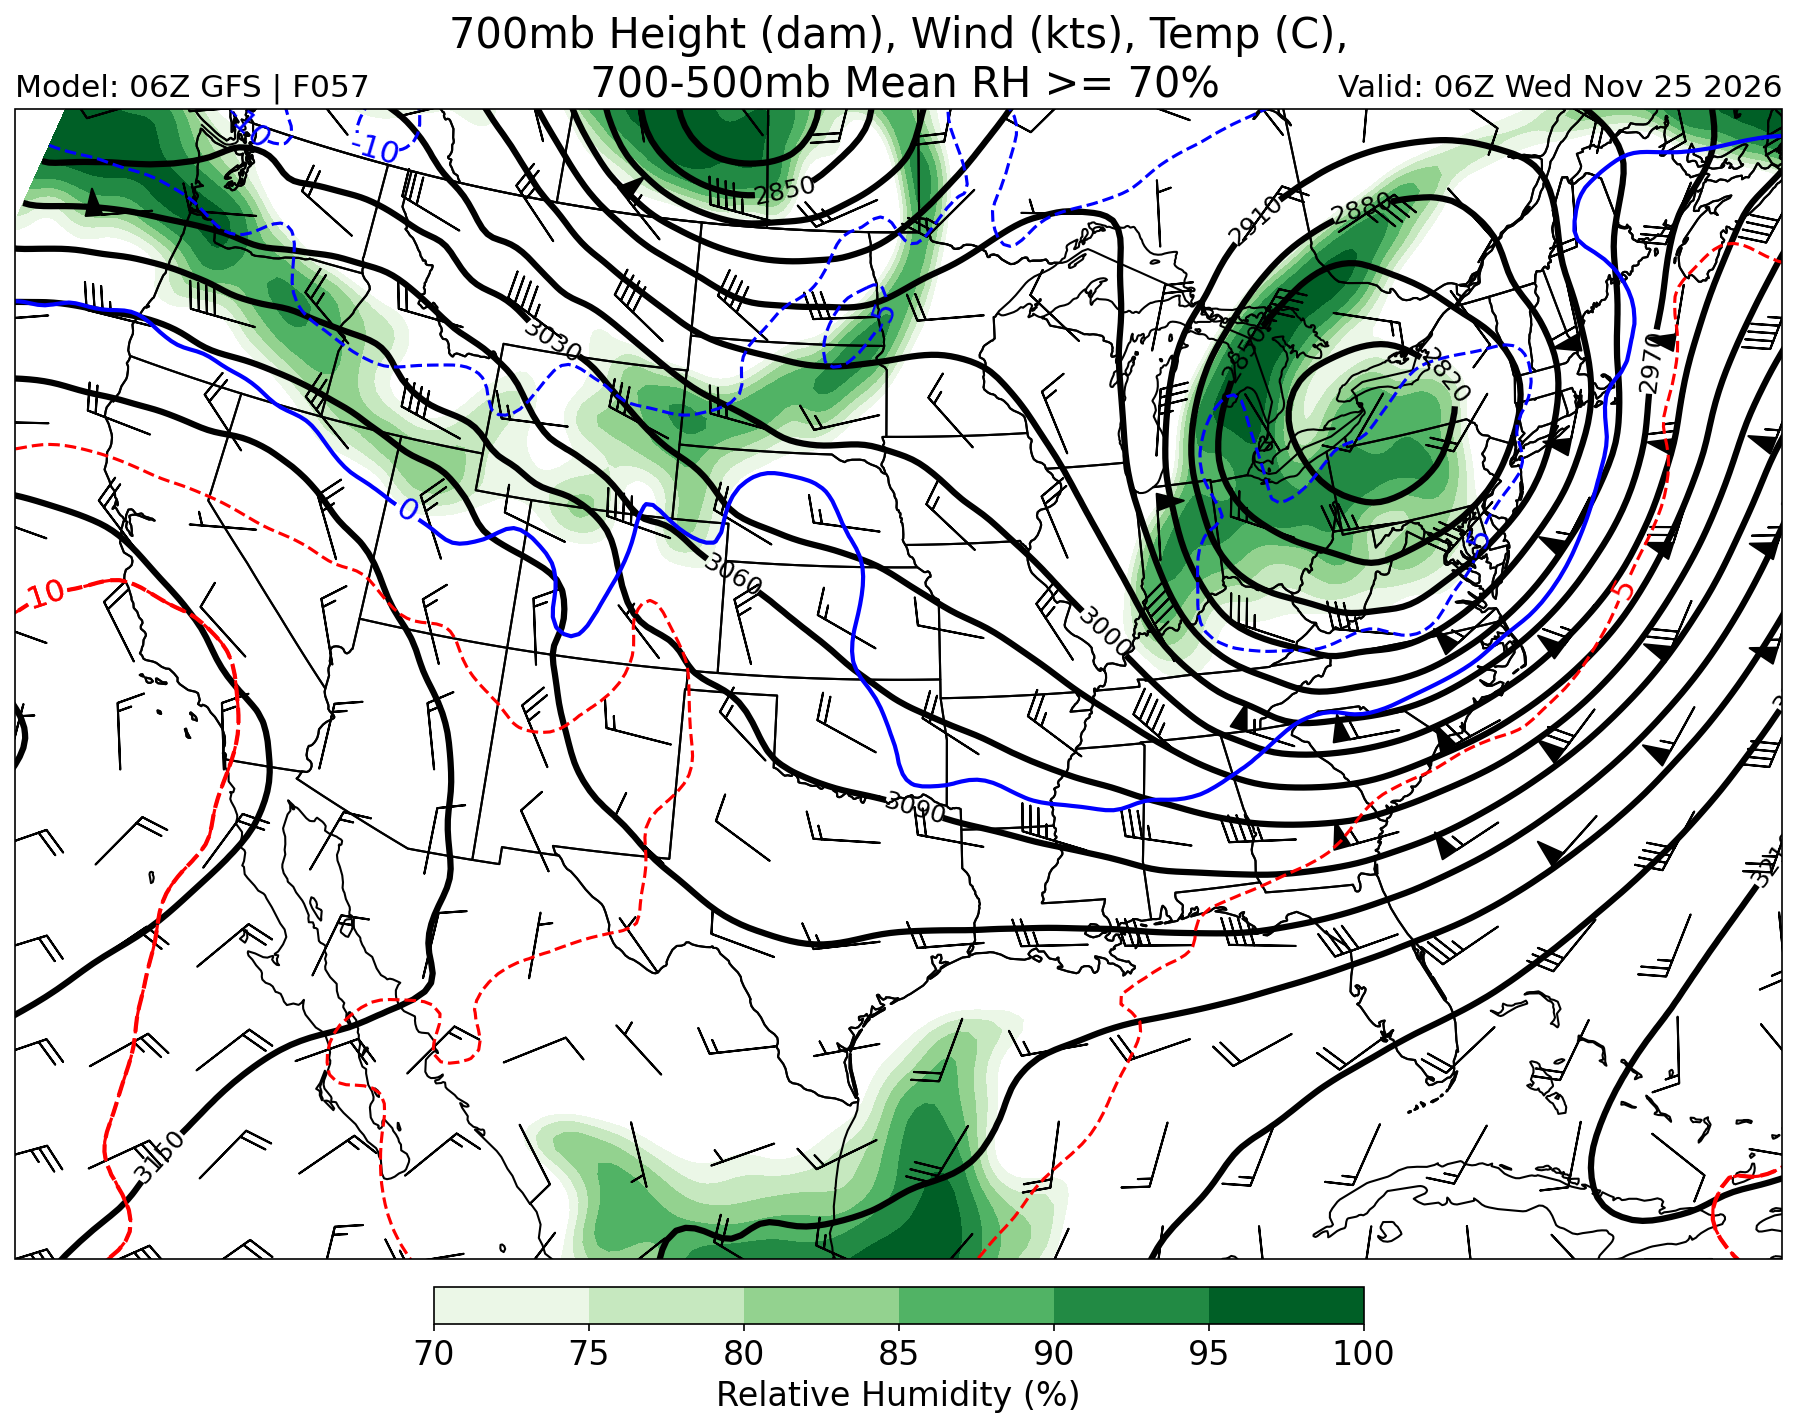 700mb Height (dam), Wind (kts), Temp (C),
700-500mb Mean RH >= 70%
Model: 06Z GFS | F057
Valid: 06Z Wed Nov 25 2026
-10
2850
2910
2880
-5
3030
2850
2820
2970
0
3060
-5
10
5
3000
3090
3150
70 75 80 85 90 95 100
Relative Humidity (%)